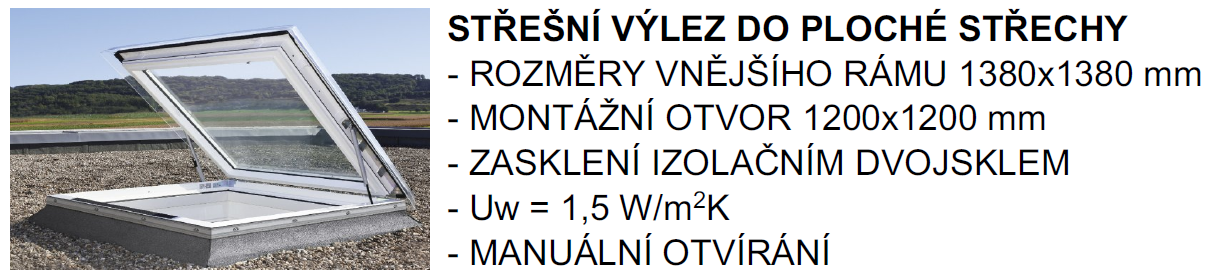 STŘEŠNÍ VÝLEZ DO PLOCHÉ STŘECHY
- ROZMĚRY VNĚJŠÍHO RÁMU 1380x1380 mm
- MONTÁŽNÍ OTVOR 1200x1200 mm
- ZASKLENÍ IZOLAČNÍM DVOJSKLEM
- Uw = 1,5 W/m²K
- MANUÁLNÍ OTVÍRÁNÍ